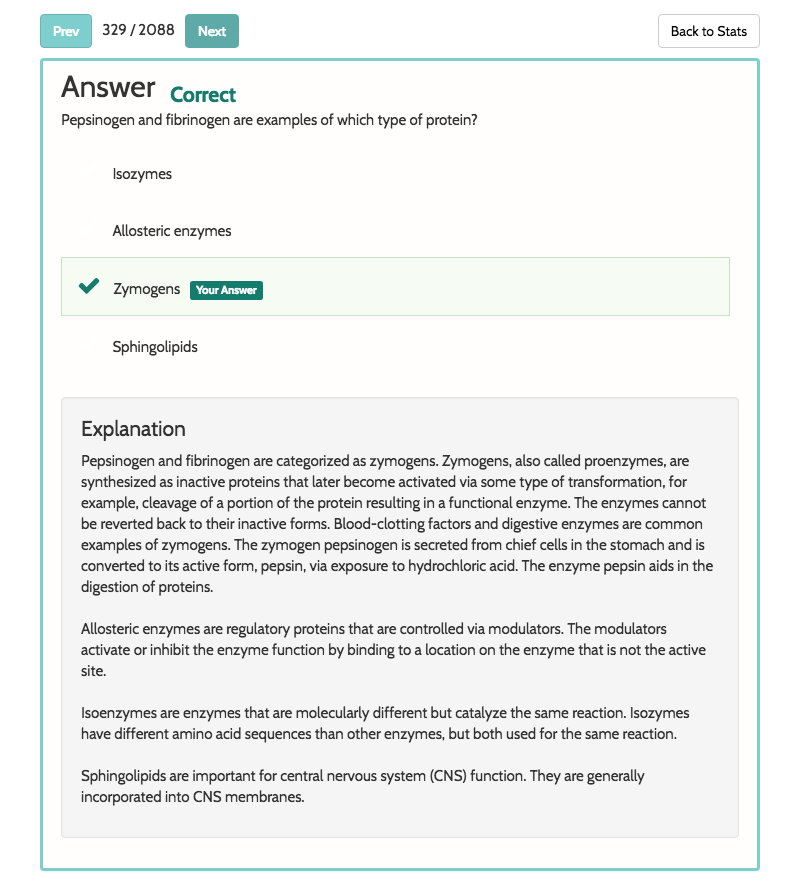 Prev 329 / 2088 Next Back to Stats
Answer Correct
Pepsinogen and fibrinogen are examples of which type of protein?
Isozymes
Allosteric enzymes
Zymogens Your Answer
Sphingolipids
Explanation
Pepsinogen and fibrinogen are categorized as zymogens. Zymogens, also called proenzymes, are
synthesized as inactive proteins that later become activated via some type of transformation, for
example, cleavage of a portion of the protein resulting in a functional enzyme. The enzymes cannot
be reverted back to their inactive forms. Blood-clotting factors and digestive enzymes are common
examples of zymogens. The zymogen pepsinogen is secreted from chief cells in the stomach and is
converted to its active form, pepsin, via exposure to hydrochloric acid. The enzyme pepsin aids in the
digestion of proteins.
Allosteric enzymes are regulatory proteins that are controlled via modulators. The modulators
activate or inhibit the enzyme function by binding to a location on the enzyme that is not the active
site.
Isoenzymes are enzymes that are molecularly different but catalyze the same reaction. Isozymes
have different amino acid sequences than other enzymes, but both used for the same reaction.
Sphingolipids are important for central nervous system (CNS) function. They are generally
incorporated into CNS membranes.